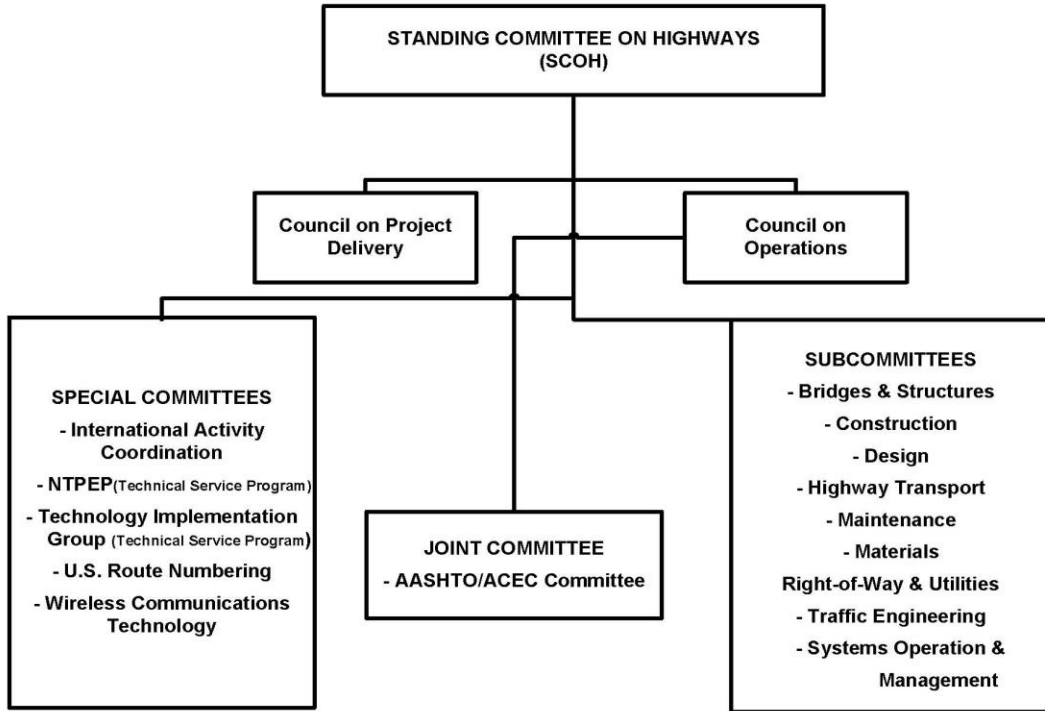 STANDING COMMITTEE ON HIGHWAYS
(SCOH)
Council on Project
Delivery
Council on
Operations
SPECIAL COMMITTEES
- International Activity
Coordination
- NTPEP(Technical Service Program)
- Technology Implementation
Group (Technical Service Program)
- U.S. Route Numbering
- Wireless Communications
Technology
JOINT COMMITTEE
- AASHTO/ACEC Committee
SUBCOMMITTEES
- Bridges & Structures
- Construction
- Design
- Highway Transport
- Maintenance
- Materials
Right-of-Way & Utilities
- Traffic Engineering
- Systems Operation &
Management